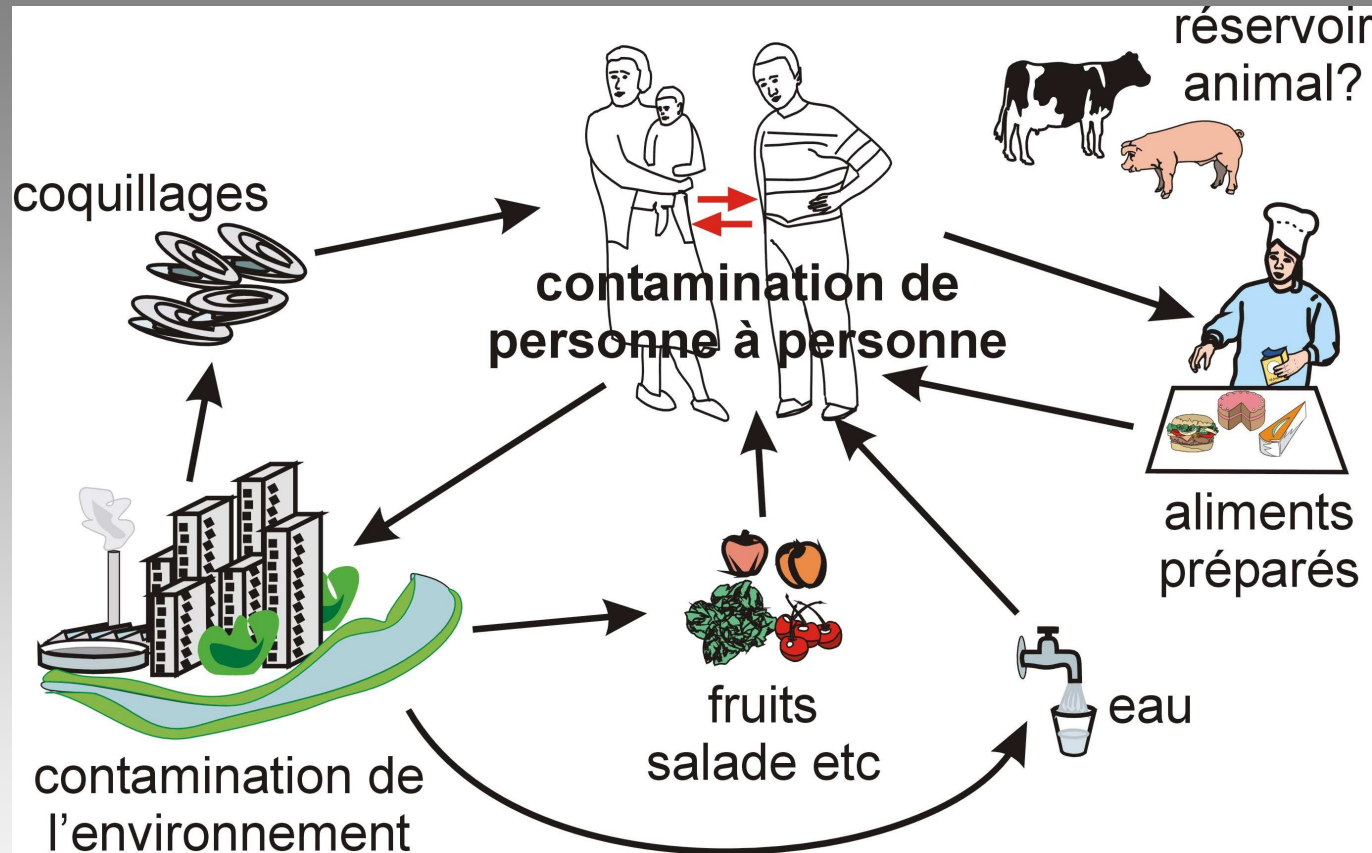 réservoir
animal?
coquillages
contamination de
personne à personne
aliments
préparés
fruits
salade etc
eau
contamination de
l'environnement